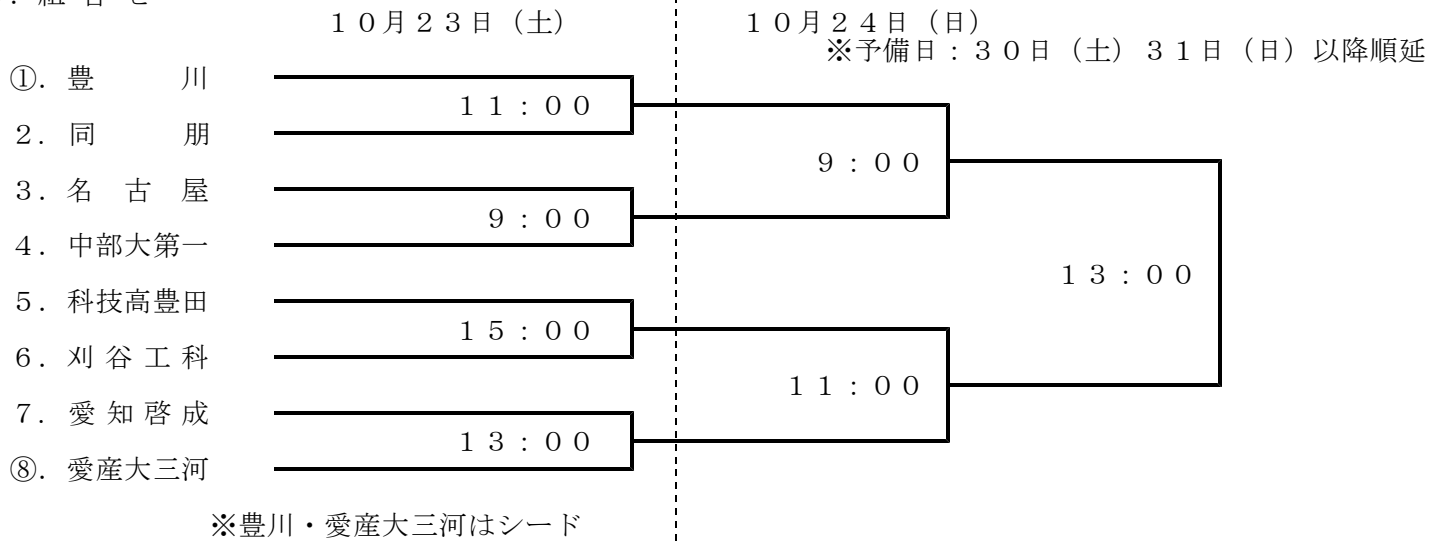 １０月２３日（土）
１０月２４日（日）
※予備日：３０日（土）３１日（日）以降順延
①．豊川
１１：００
２．同朋
９：００
３．名古屋
９：００
４．中部大第一
１３：００
５．科技高豊田
１５：００
６．刈谷工科
１１：００
７．愛知啓成
１３：００
⑧．愛産大三河
※豊川・愛産大三河はシード